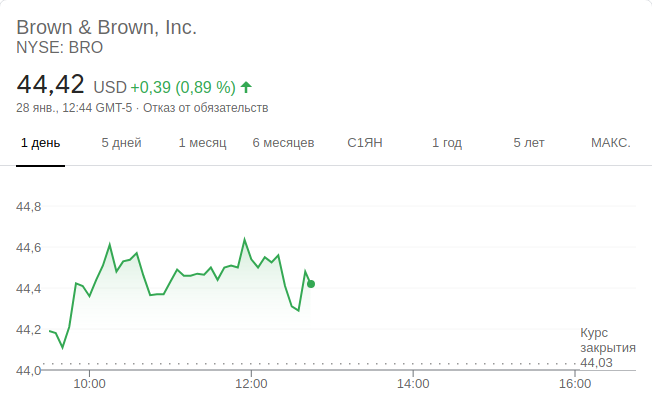 Brown & Brown, Inc.
NYSE: BRO
44,42 USD +0,39 (0,89 %)
28 янв., 12:44 GMT-5 · Отказ от обязательств
1 день 5 дней 1 месяц 6 месяцев С1ЯН 1 год 5 лет МАКС.
44,8
44,6
44,4
44,2
Курс
закрытия
44,03
44,0
10:00 12:00 14:00 16:00